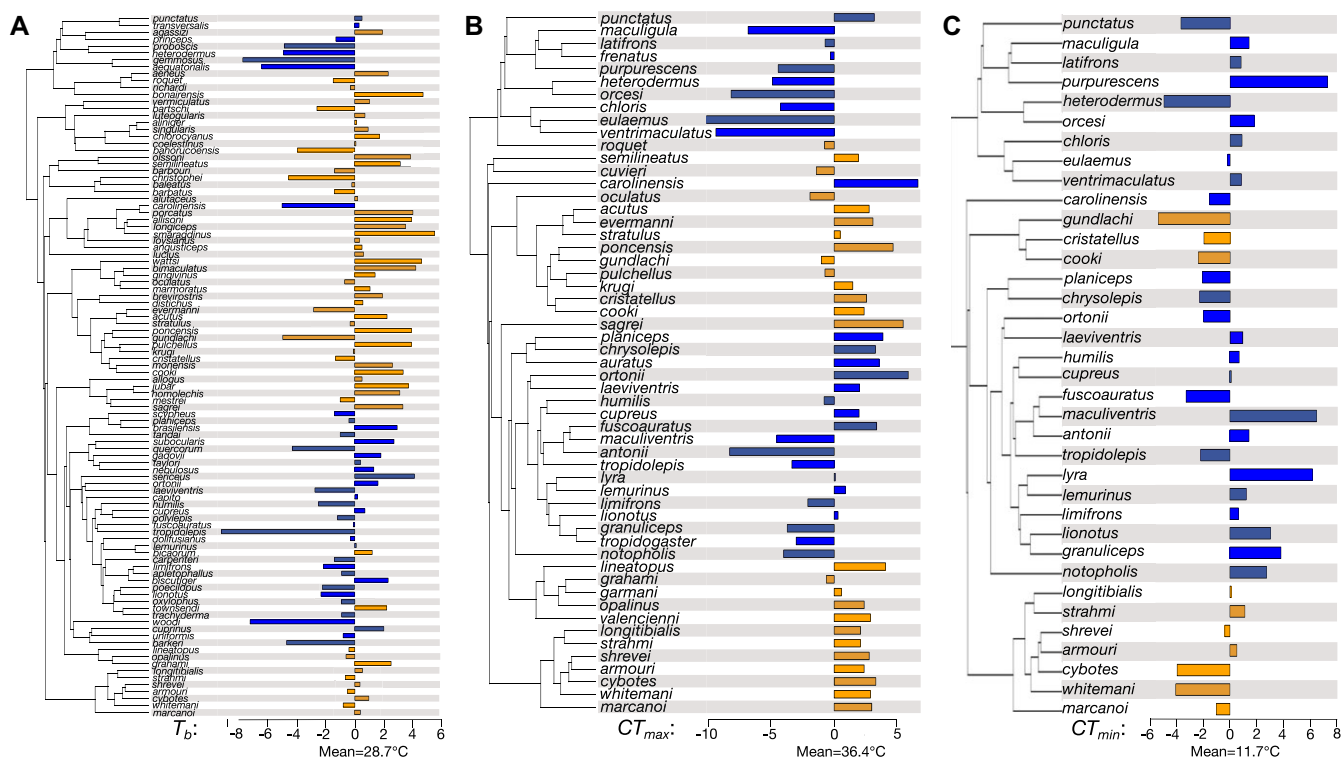 A
punctatus
transversalis
agassizi
princeps
proboscis
heterodermus
gemmosus
aequatorialis
aeneus
roquet
richardi
bonairensis
vermiculatus
bartschi
luteogularis
aliniger
singularis
chlorocyanus
coelestinus
bahorucoensis
olssoni
semilineatus
barbouri
christophei
baleatus
barbatus
alutaceus
carolinensis
porcatus
allisoni
longiceps
smaragdinus
loysianus
angusticeps
lucius
wattsi
bimaculatus
gingivinus
oculatus
marmoratus
brevirostris
distichus
evermanni
acutus
stratulus
poncensis
gundlachi
pulchellus
krugi
cristatellus
monensis
cooki
allogus
jubar
homolechis
mestrei
sagrei
scypheus
planiceps
brasilensis
tandai
subocularis
quercorum
gadovii
taylori
nebulosus
sericeus
ortonii
laeviventris
capito
humilis
cupreus
polylepis
fuscoauratus
tropidolepis
dollfusianus
lemurinus
bicaorum
carpenteri
limifrons
apletophallus
biscutiger
poecilopus
lionotus
oxylophus
townsendi
trachyderma
woodi
cuprinus
uniformis
barkeri
lineatopus
opalinus
grahami
longitibialis
strahmi
shrevei
armouri
cybotes
whitemani
marcanoi
Tb: -8 -6 -4 -2 0 2 4 6
Mean=28.7°C
B
punctatus
maculigula
latifrons
frenatus
purpurescens
heterodermus
orcesi
chloris
eulaemus
ventrimaculatus
roquet
semilineatus
cuvieri
carolinensis
oculatus
acutus
evermanni
stratulus
poncensis
gundlachi
pulchellus
krugi
cristatellus
cooki
sagrei
planiceps
chrysolepis
auratus
ortonii
laeviventris
humilis
cupreus
fuscoauratus
maculiventris
antonii
tropidolepis
lyra
lemurinus
limifrons
lionotus
granuliceps
tropidogaster
notopholis
lineatopus
grahami
garmani
opalinus
valencienni
longitibialis
strahmi
shrevei
armouri
cybotes
whitemani
marcanoi
CTmax: -10 -5 0 5
Mean=36.4°C
C
punctatus
maculigula
latifrons
purpurescens
heterodermus
orcesi
chloris
eulaemus
ventrimaculatus
carolinensis
gundlachi
cristatellus
cooki
planiceps
chrysolepis
ortonii
laeviventris
humilis
cupreus
fuscoauratus
maculiventris
antonii
tropidolepis
lyra
lemurinus
limifrons
lionotus
granuliceps
notopholis
longitibialis
strahmi
shrevei
armouri
cybotes
whitemani
marcanoi
CTmin: -6 -4 -2 0 2 4 6 8
Mean=11.7°C